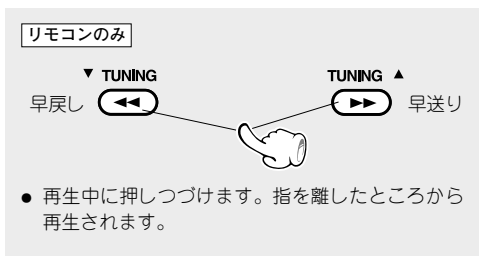 リモコンのみ
▼ TUNING TUNING ▲
早戻し ◀◀ ▶▶ 早送り
● 再生中に押しつづけます。指を離したところから
再生されます。